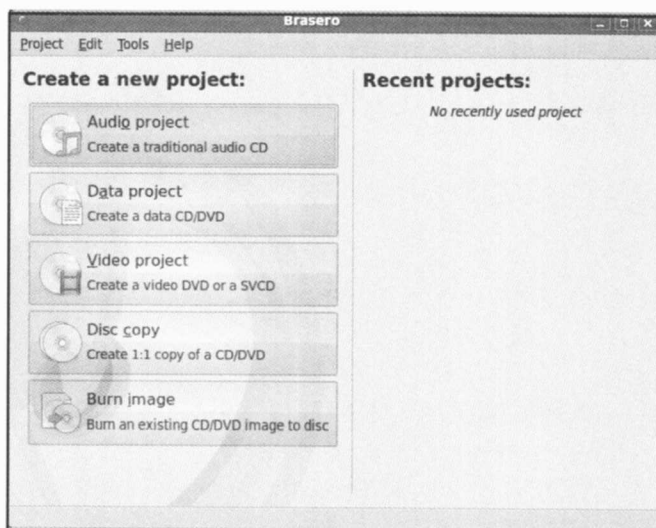 Brasero
Project Edit Tools Help
Create a new project:
Audio project
Create a traditional audio CD
Data project
Create a data CD/DVD
Video project
Create a video DVD or a SVCD
Disc copy
Create 1:1 copy of a CD/DVD
Burn image
Burn an existing CD/DVD image to disc
Recent projects:
No recently used project